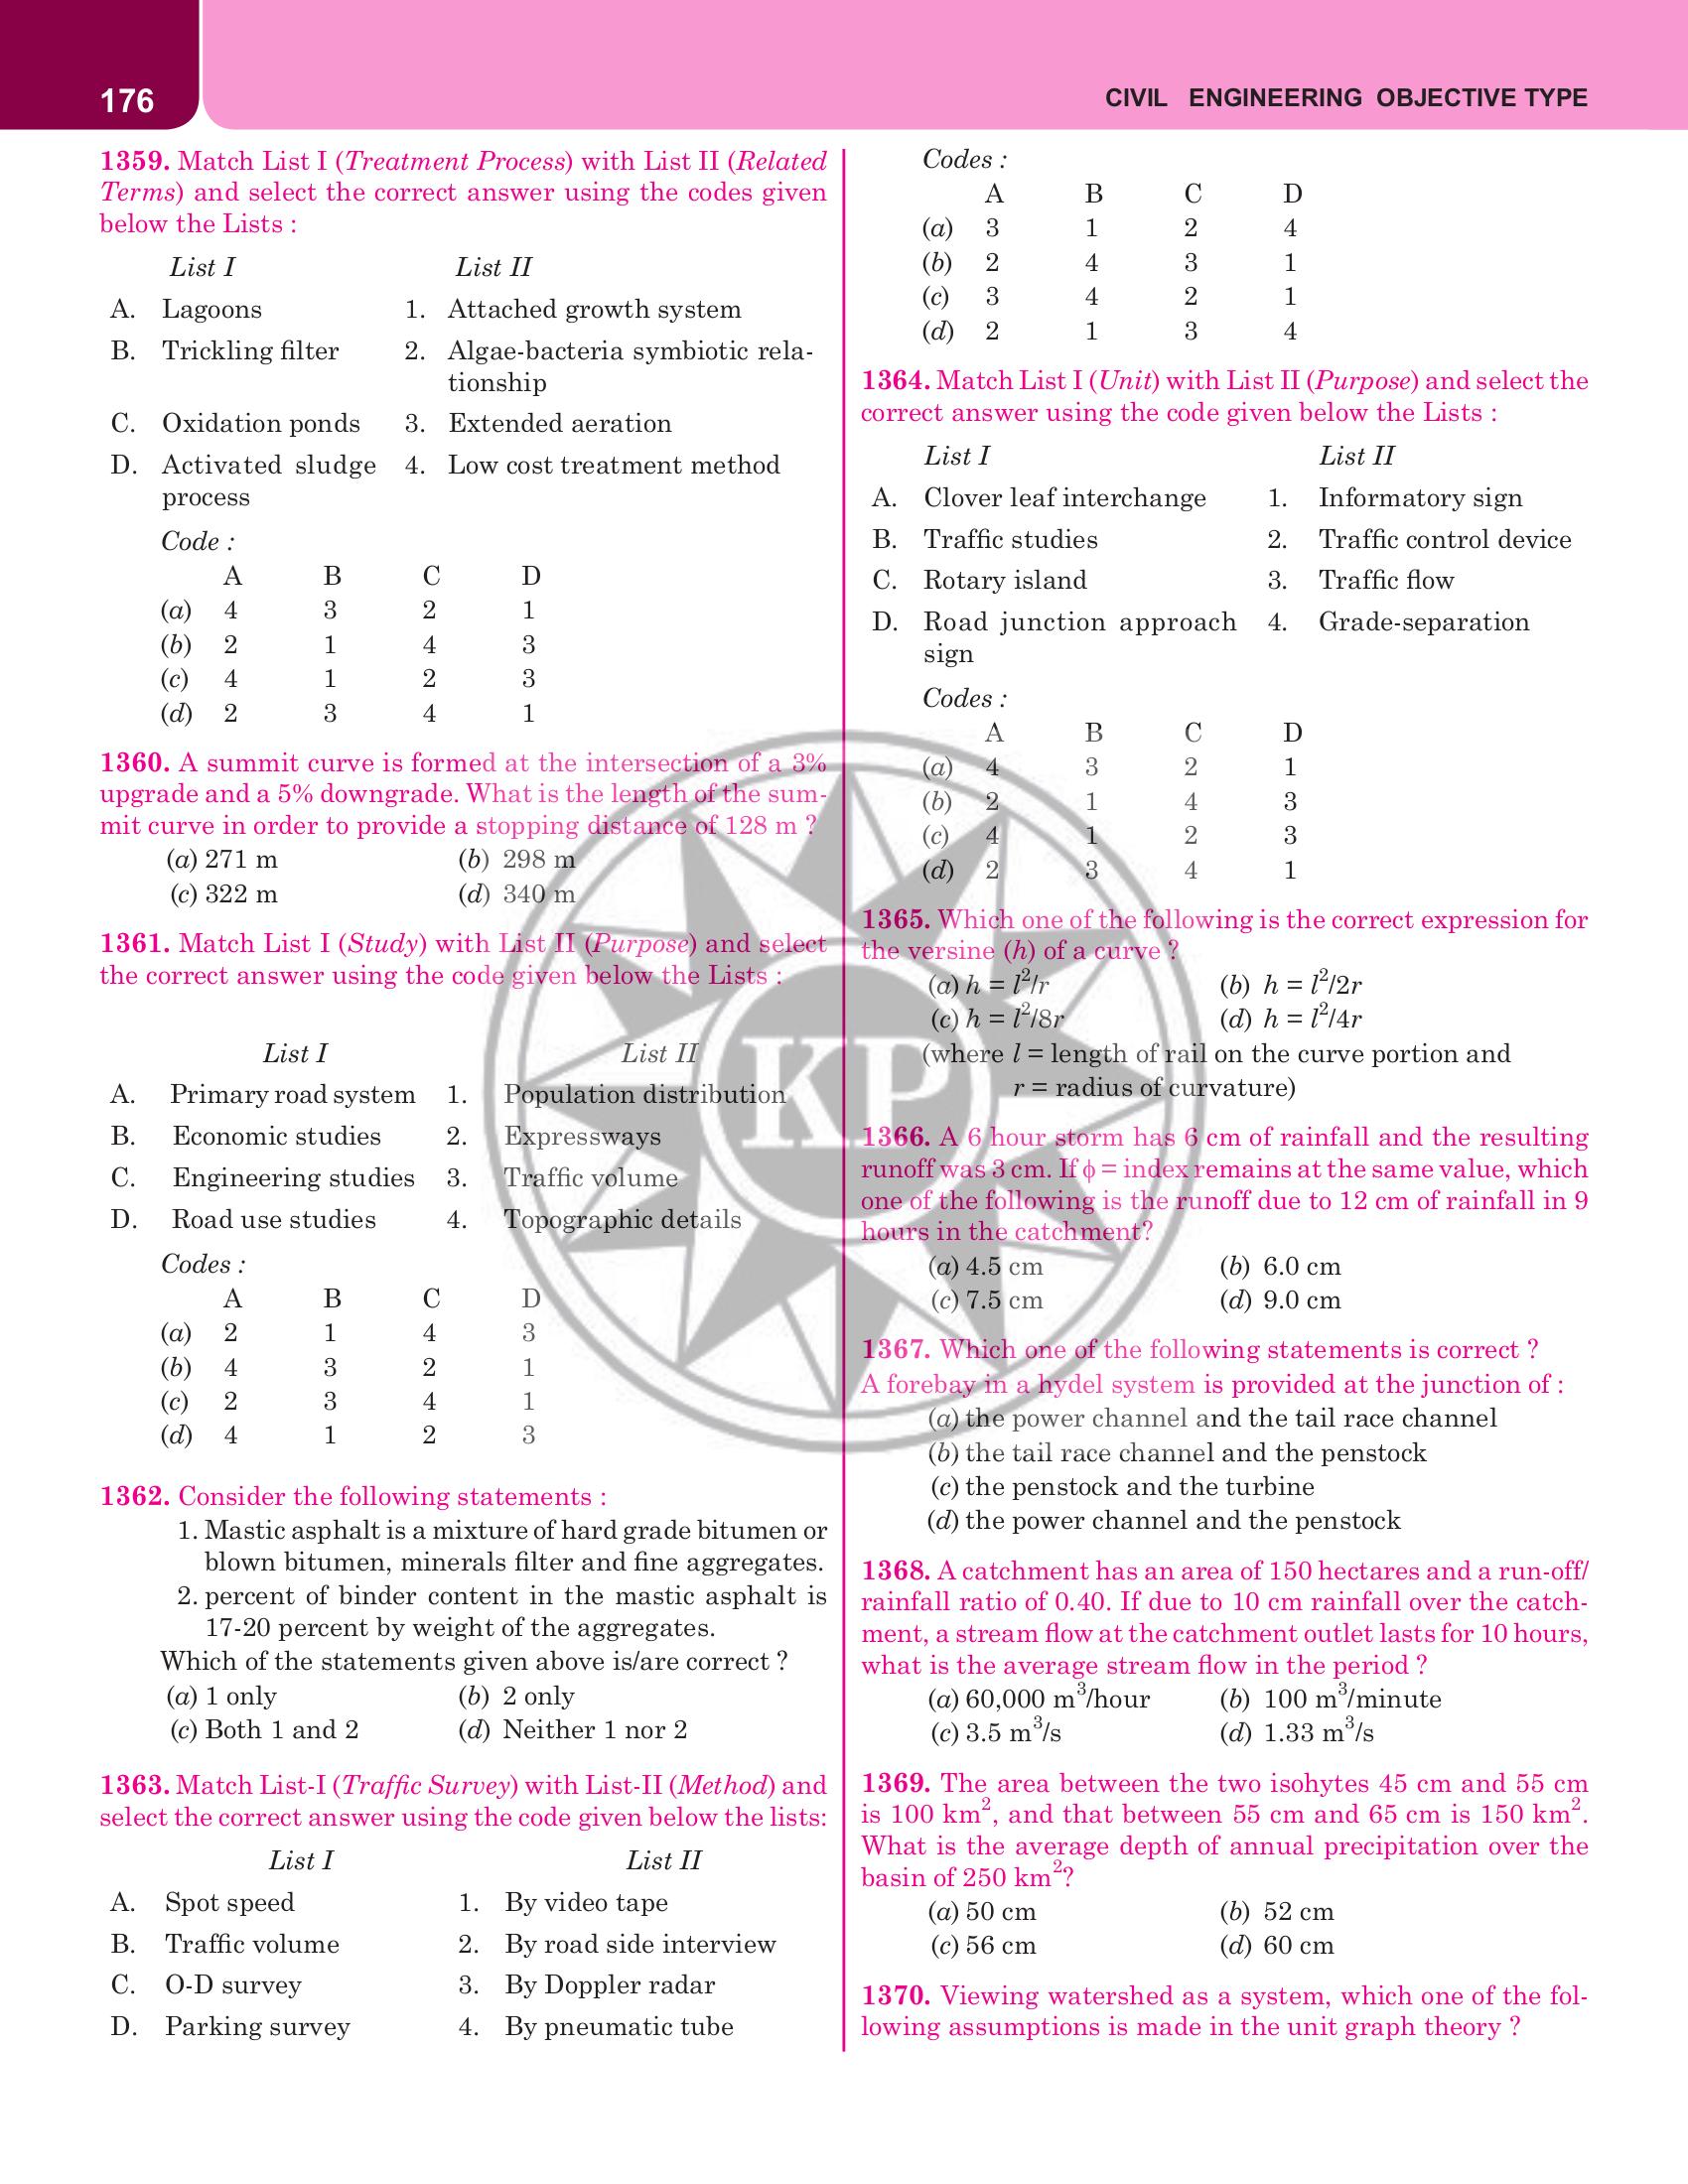 176
CIVIL ENGINEERING OBJECTIVE TYPE
1359. Match List I (Treatment Process) with List II (Related
Terms) and select the correct answer using the codes given
below the Lists :
List I List II
A. Lagoons 1. Attached growth system
B. Trickling filter 2. Algae-bacteria symbiotic rela-
tionship
C. Oxidation ponds 3. Extended aeration
D. Activated sludge 4. Low cost treatment method
process
Code :
A B C D
(a) 4 3 2 1
(b) 2 1 4 3
(c) 4 1 2 3
(d) 2 3 4 1
1360. A summit curve is formed at the intersection of a 3%
upgrade and a 5% downgrade. What is the length of the sum-
mit curve in order to provide a stopping distance of 128 m ?
(a) 271 m (b) 298 m
(c) 322 m (d) 340 m
1361. Match List I (Study) with List II (Purpose) and select
the correct answer using the code given below the Lists :
List I List II
A. Primary road system 1. Population distribution
B. Economic studies 2. Expressways
C. Engineering studies 3. Traffic volume
D. Road use studies 4. Topographic details
Codes :
A B C D
(a) 2 1 4 3
(b) 4 3 2 1
(c) 2 3 4 1
(d) 4 1 2 3
1362. Consider the following statements :
1. Mastic asphalt is a mixture of hard grade bitumen or
blown bitumen, minerals filter and fine aggregates.
2. percent of binder content in the mastic asphalt is
17-20 percent by weight of the aggregates.
Which of the statements given above is/are correct ?
(a) 1 only (b) 2 only
(c) Both 1 and 2 (d) Neither 1 nor 2
1363. Match List-I (Traffic Survey) with List-II (Method) and
select the correct answer using the code given below the lists:
List I List II
A. Spot speed 1. By video tape
B. Traffic volume 2. By road side interview
C. O-D survey 3. By Doppler radar
D. Parking survey 4. By pneumatic tube
Codes :
A B C D
(a) 3 1 2 4
(b) 2 4 3 1
(c) 3 4 2 1
(d) 2 1 3 4
1364. Match List I (Unit) with List II (Purpose) and select the
correct answer using the code given below the Lists :
List I List II
A. Clover leaf interchange 1. Informatory sign
B. Traffic studies 2. Traffic control device
C. Rotary island 3. Traffic flow
D. Road junction approach 4. Grade-separation
sign
Codes :
A B C D
(a) 4 3 2 1
(b) 2 1 4 3
(c) 4 1 2 3
(d) 2 3 4 1
1365. Which one of the following is the correct expression for
the versine (h) of a curve ?
(a) h = l²/r (b) h = l²/2r
(c) h = l²/8r (d) h = l²/4r
(where l = length of rail on the curve portion and
r = radius of curvature)
1366. A 6 hour storm has 6 cm of rainfall and the resulting
runoff was 3 cm. If ϕ = index remains at the same value, which
one of the following is the runoff due to 12 cm of rainfall in 9
hours in the catchment?
(a) 4.5 cm (b) 6.0 cm
(c) 7.5 cm (d) 9.0 cm
1367. Which one of the following statements is correct ?
A forebay in a hydel system is provided at the junction of :
(a) the power channel and the tail race channel
(b) the tail race channel and the penstock
(c) the penstock and the turbine
(d) the power channel and the penstock
1368. A catchment has an area of 150 hectares and a run-off/
rainfall ratio of 0.40. If due to 10 cm rainfall over the catch-
ment, a stream flow at the catchment outlet lasts for 10 hours,
what is the average stream flow in the period ?
(a) 60,000 m³/hour (b) 100 m³/minute
(c) 3.5 m³/s (d) 1.33 m³/s
1369. The area between the two isohytes 45 cm and 55 cm
is 100 km², and that between 55 cm and 65 cm is 150 km².
What is the average depth of annual precipitation over the
basin of 250 km²?
(a) 50 cm (b) 52 cm
(c) 56 cm (d) 60 cm
1370. Viewing watershed as a system, which one of the fol-
lowing assumptions is made in the unit graph theory ?
KP